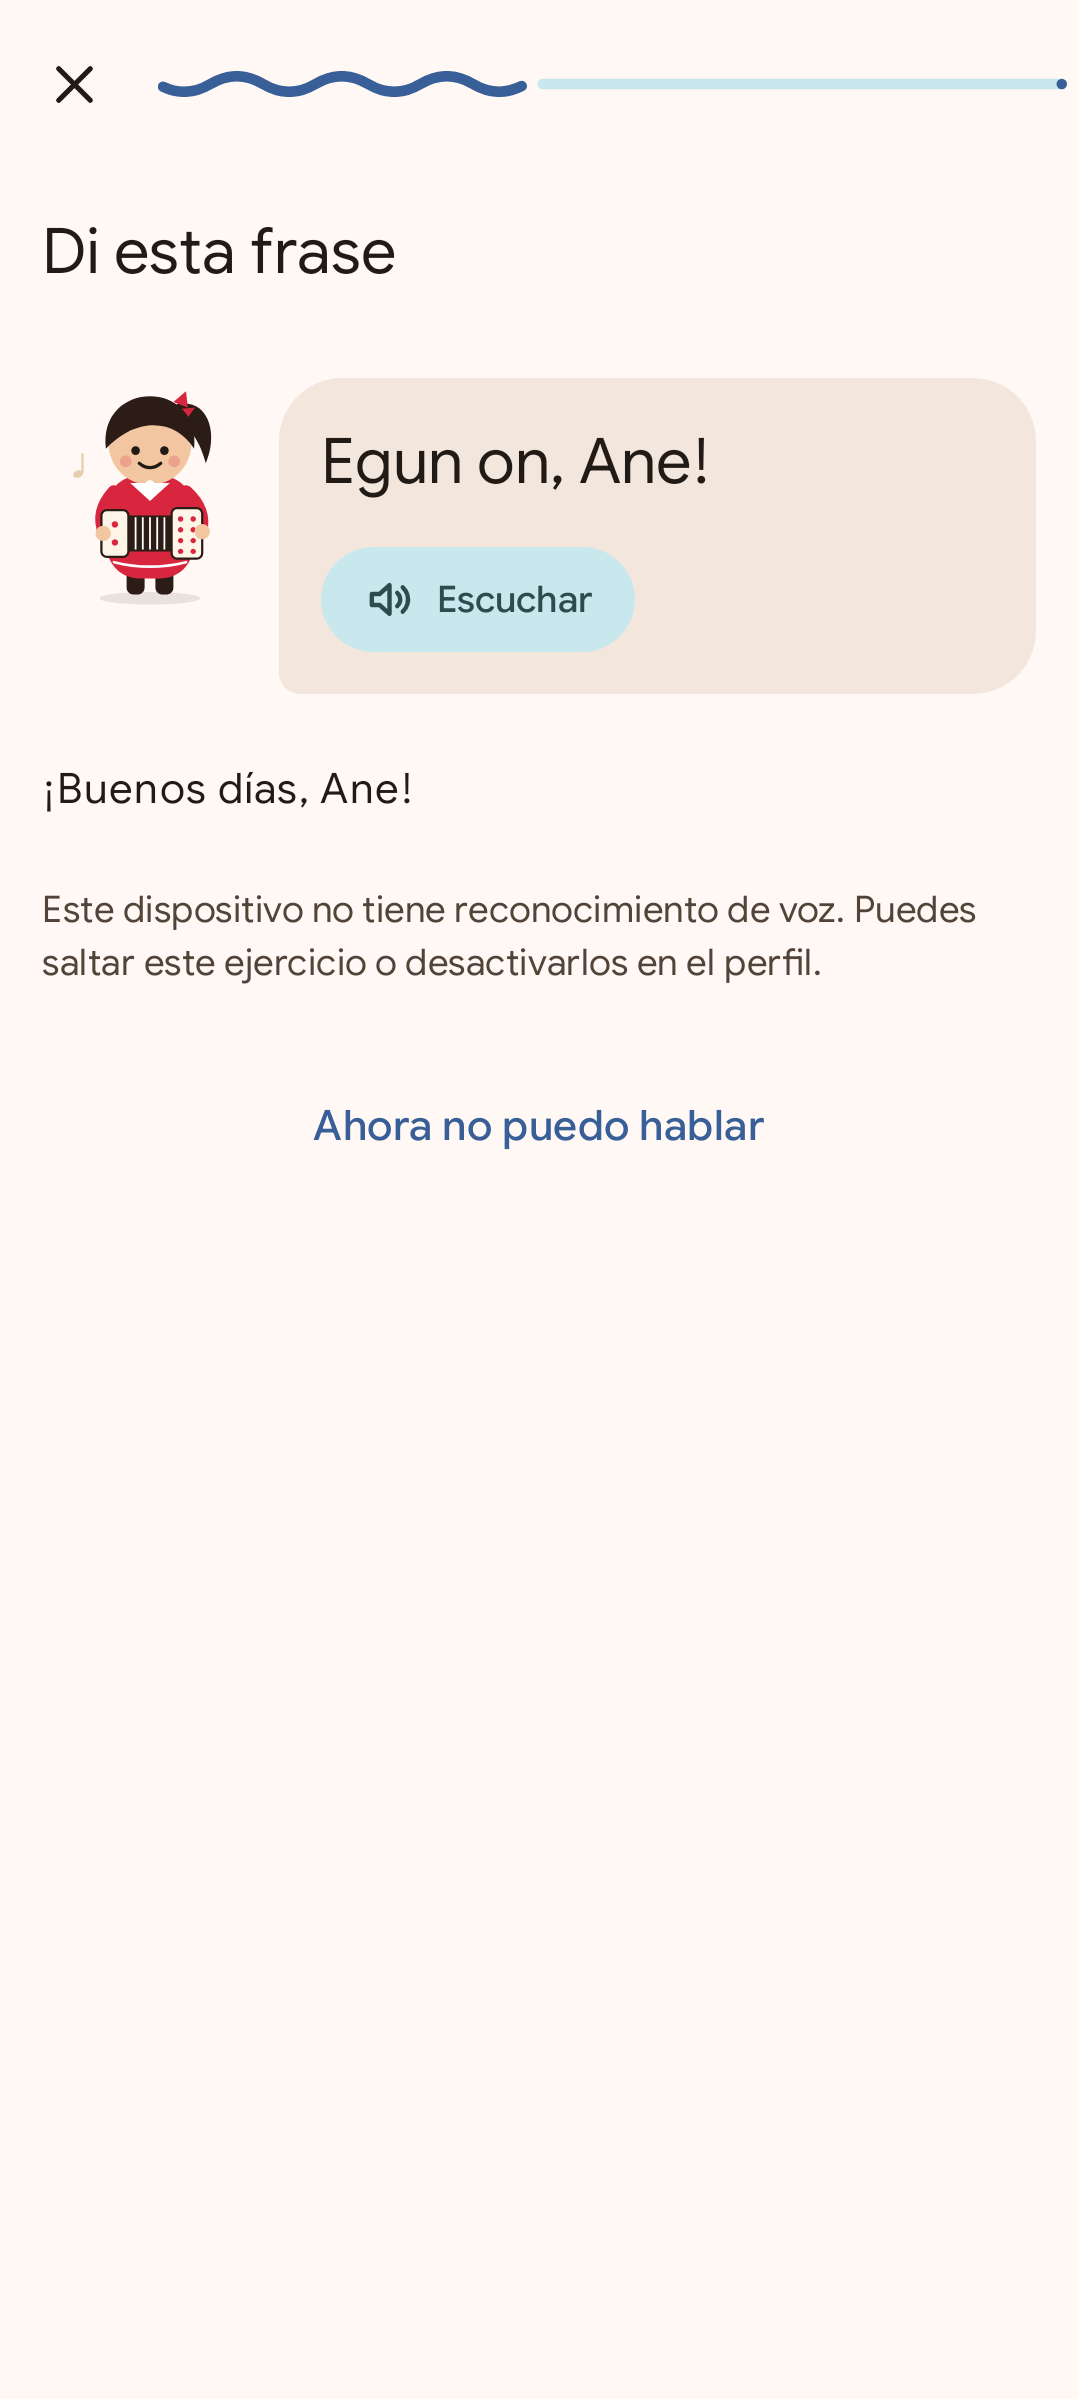 Di esta frase
Egun on, Ane!
Escuchar
¡Buenos días, Ane!
Este dispositivo no tiene reconocimiento de voz. Puedes
saltar este ejercicio o desactivarlos en el perfil.
Ahora no puedo hablar